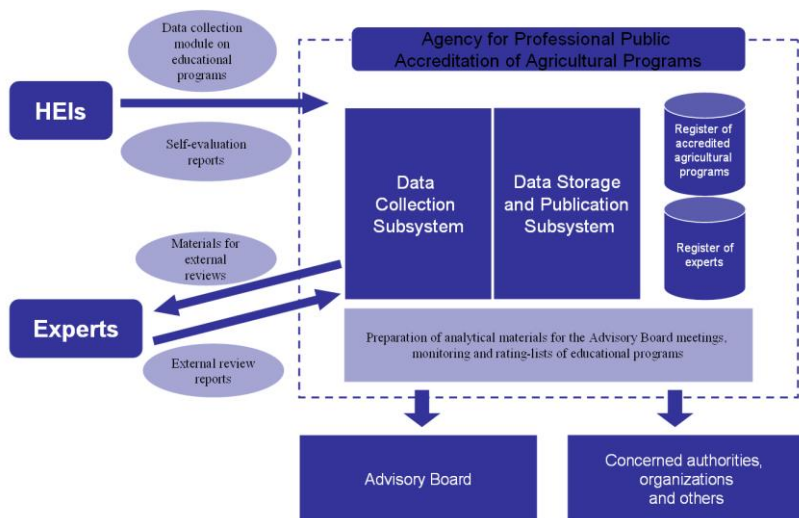 Data collection
module on
educational
programs
Agency for Professional Public
Accreditation of Agricultural Programs
HEIs
Self-evaluation
reports
Data
Collection
Subsystem
Data Storage
and Publication
Subsystem
Register of
accredited
agricultural
programs
Register of
experts
Materials for
external
reviews
Experts
External review
reports
Preparation of analytical materials for the Advisory Board meetings,
monitoring and rating-lists of educational programs
Advisory Board
Concerned authorities,
organizations
and others